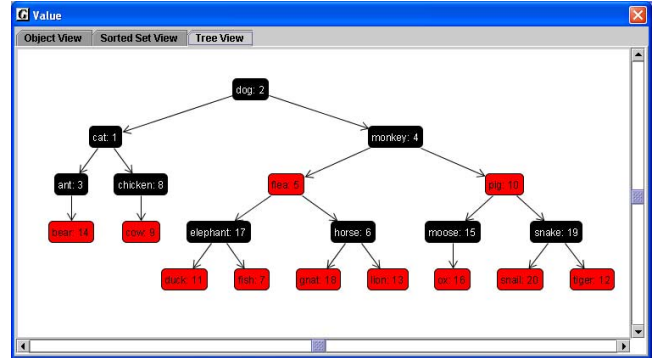 Value
Object View Sorted Set View Tree View
dog: 2
cat: 1 monkey: 4
ant: 3 chicken: 8 flea: 5 pig: 10
bear: 14 cow: 9 elephant: 17 horse: 6 moose: 15 snake: 19
duck: 11 fish: 7 gnat: 18 lion: 13 ox: 16 snail: 20 tiger: 12